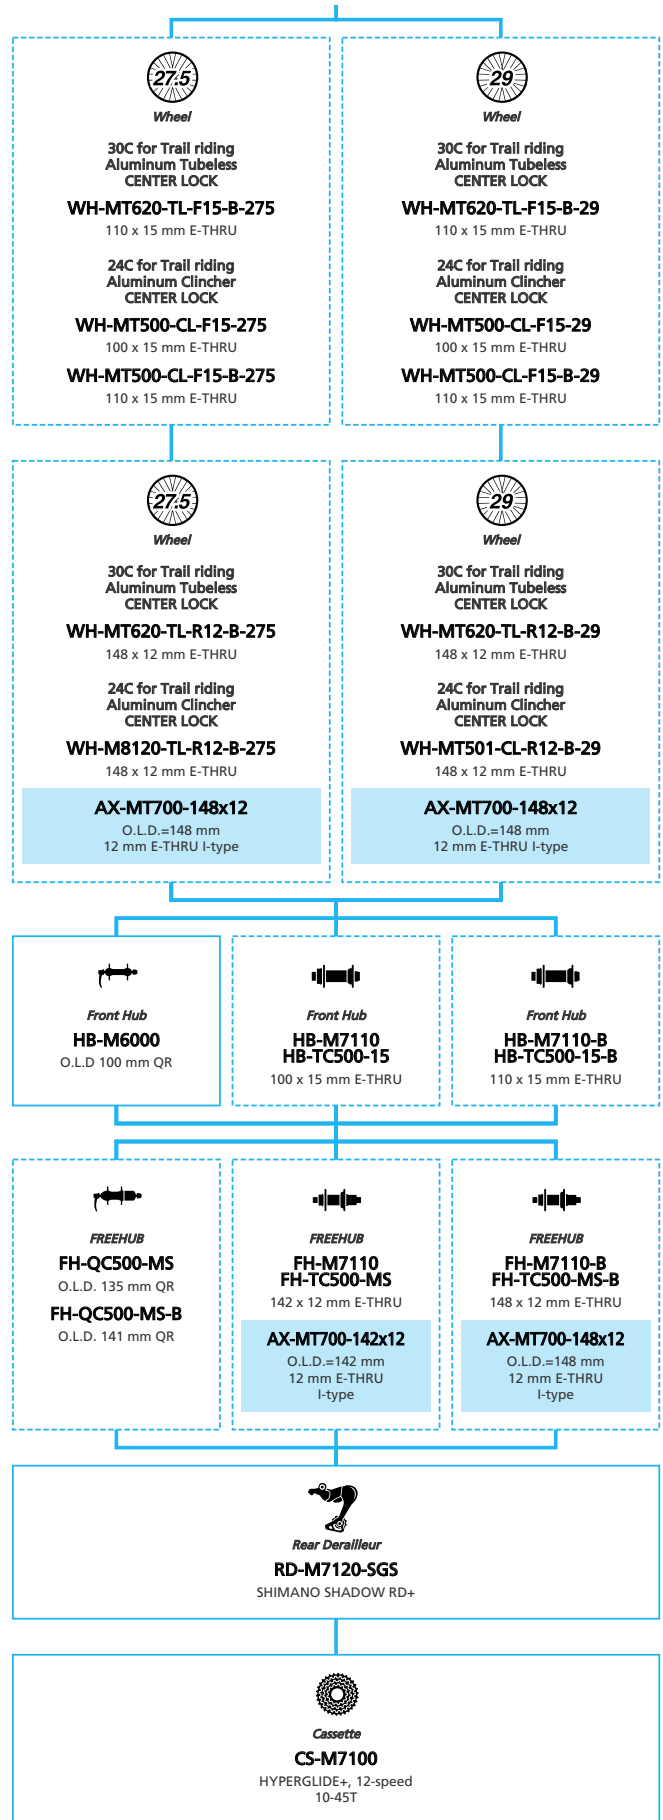 27.5
Wheel
30C for Trail riding
Aluminum Tubeless
CENTER LOCK
WH-MT620-TL-F15-B-275
110 x 15 mm E-THRU
24C for Trail riding
Aluminum Clincher
CENTER LOCK
WH-MT500-CL-F15-275
100 x 15 mm E-THRU
WH-MT500-CL-F15-B-275
110 x 15 mm E-THRU
29
Wheel
30C for Trail riding
Aluminum Tubeless
CENTER LOCK
WH-MT620-TL-F15-B-29
110 x 15 mm E-THRU
24C for Trail riding
Aluminum Clincher
CENTER LOCK
WH-MT500-CL-F15-29
100 x 15 mm E-THRU
WH-MT500-CL-F15-B-29
110 x 15 mm E-THRU
27.5
Wheel
30C for Trail riding
Aluminum Tubeless
CENTER LOCK
WH-MT620-TL-R12-B-275
148 x 12 mm E-THRU
24C for Trail riding
Aluminum Clincher
CENTER LOCK
WH-M8120-TL-R12-B-275
148 x 12 mm E-THRU
AX-MT700-148x12
O.L.D.=148 mm
12 mm E-THRU I-type
29
Wheel
30C for Trail riding
Aluminum Tubeless
CENTER LOCK
WH-MT620-TL-R12-B-29
148 x 12 mm E-THRU
24C for Trail riding
Aluminum Clincher
CENTER LOCK
WH-MT501-CL-R12-B-29
148 x 12 mm E-THRU
AX-MT700-148x12
O.L.D.=148 mm
12 mm E-THRU I-type
Front Hub
HB-M6000
O.L.D 100 mm QR
Front Hub
HB-M7110
HB-TC500-15
100 x 15 mm E-THRU
Front Hub
HB-M7110-B
HB-TC500-15-B
110 x 15 mm E-THRU
FREEHUB
FH-QC500-MS
O.L.D. 135 mm QR
FH-QC500-MS-B
O.L.D. 141 mm QR
FREEHUB
FH-M7110
FH-TC500-MS
142 x 12 mm E-THRU
AX-MT700-142x12
O.L.D.=142 mm
12 mm E-THRU
I-type
FREEHUB
FH-M7110-B
FH-TC500-MS-B
148 x 12 mm E-THRU
AX-MT700-148x12
O.L.D.=148 mm
12 mm E-THRU
I-type
Rear Derailleur
RD-M7120-SGS
SHIMANO SHADOW RD+
Cassette
CS-M7100
HYPERGLIDE+, 12-speed
10-45T